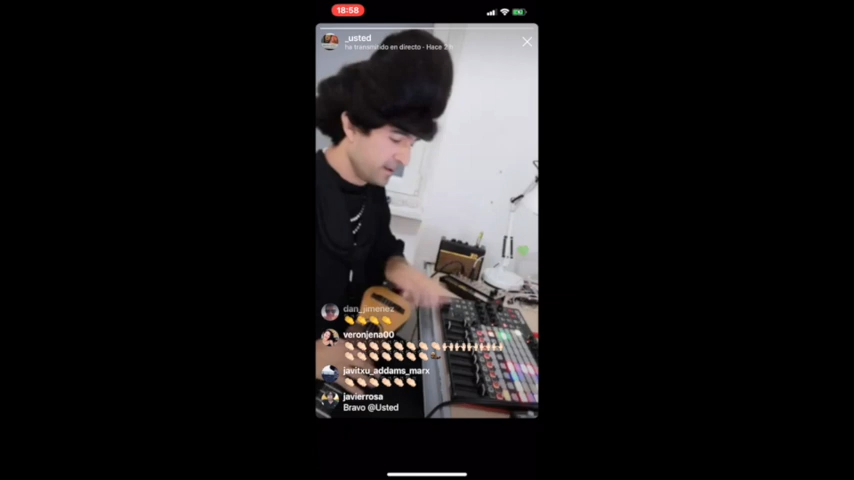 18:58
_usted
ha transmitido en directo · Hace 2 h
dan_jimenez
👏👏👏👏
veronjena00
👏🏻👏🏻👏🏻👏🏻👏🏻👏🏻👏🏻👏🏻🙌🏻🙌🏻🙌🏻🙌🏻🙌🏻
👏🏻👏🏻👏🏻👏🏻👏🏻👏🏻👏🏻
javitxu_addams_marx
👏🏻👏🏻👏🏻👏🏻👏🏻👏🏻
javierrosa
Bravo @Usted